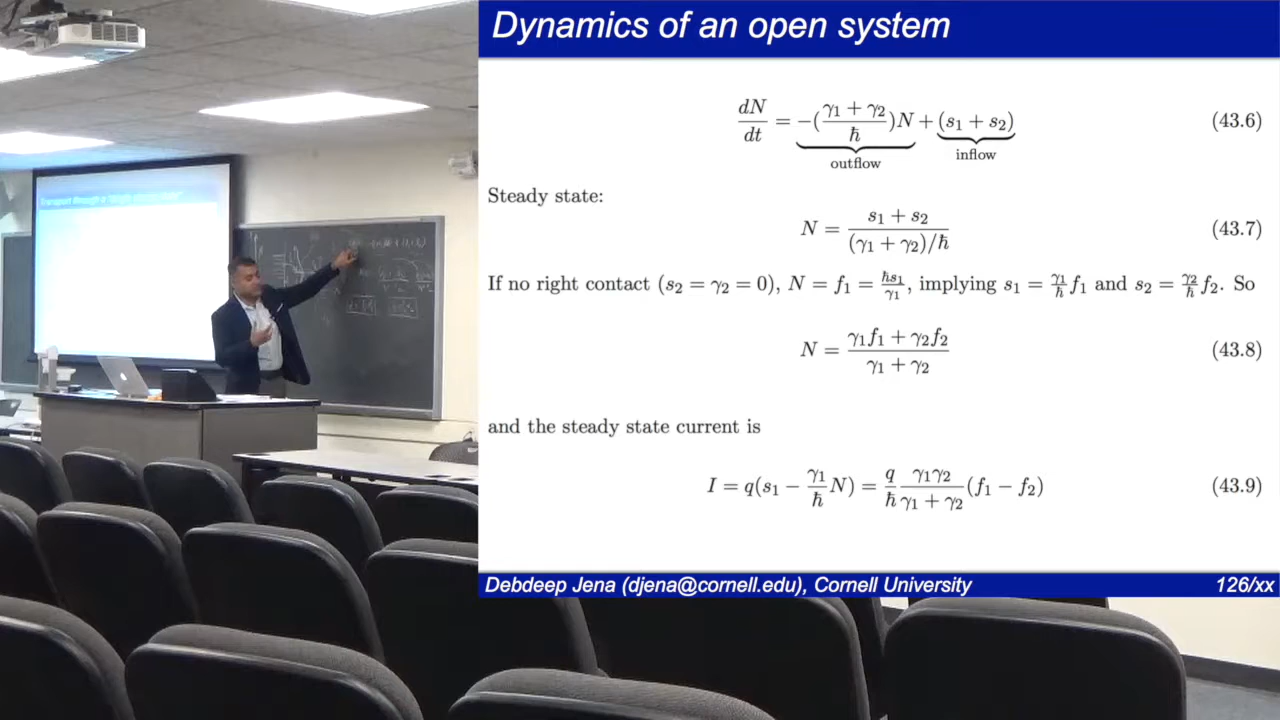 Dynamics of an open system
dN/dt = −(γ₁ + γ₂/ħ)N + (s₁ + s₂) (43.6)
outflow inflow
Steady state:
N = s₁ + s₂/(γ₁ + γ₂)/ħ (43.7)
If no right contact (s₂ = γ₂ = 0), N = f₁ = ħs₁/γ₁, implying s₁ = γ₁/ħ f₁ and s₂ = γ₂/ħ f₂. So
N = γ₁f₁ + γ₂f₂/γ₁ + γ₂ (43.8)
and the steady state current is
I = q(s₁ − γ₁/ħ N) = q/ħ γ₁γ₂/γ₁ + γ₂ (f₁ − f₂) (43.9)
Debdeep Jena (djena@cornell.edu), Cornell University 126/xx
Transport through a